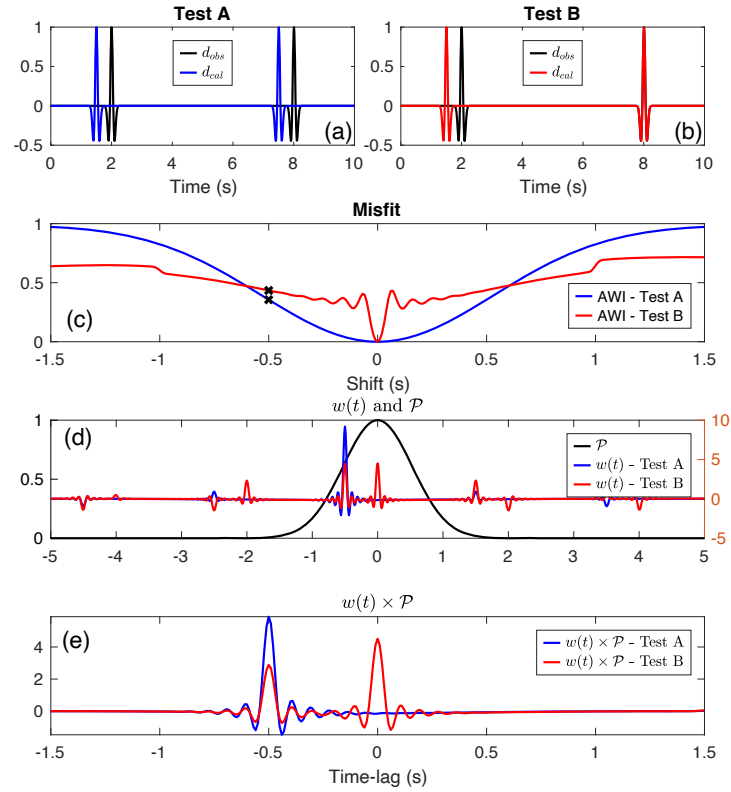 Test A
Test B
1
0.5
0
-0.5
d_obs
d_cal
(a)
0 2 4 6 8 10
Time (s)
1
0.5
0
-0.5
d_obs
d_cal
(b)
0 2 4 6 8 10
Time (s)
Misfit
1
0.5
0
(c)
AWI - Test A
AWI - Test B
-1.5 -1 -0.5 0 0.5 1 1.5
Shift (s)
w(t) and 𝒫
1
0.5
0
(d)
𝒫
w(t) - Test A
w(t) - Test B
10
5
0
-5
-5 -4 -3 -2 -1 0 1 2 3 4 5
w(t) × 𝒫
4
2
0
(e)
w(t) × 𝒫 - Test A
w(t) × 𝒫 - Test B
-1.5 -1 -0.5 0 0.5 1 1.5
Time-lag (s)